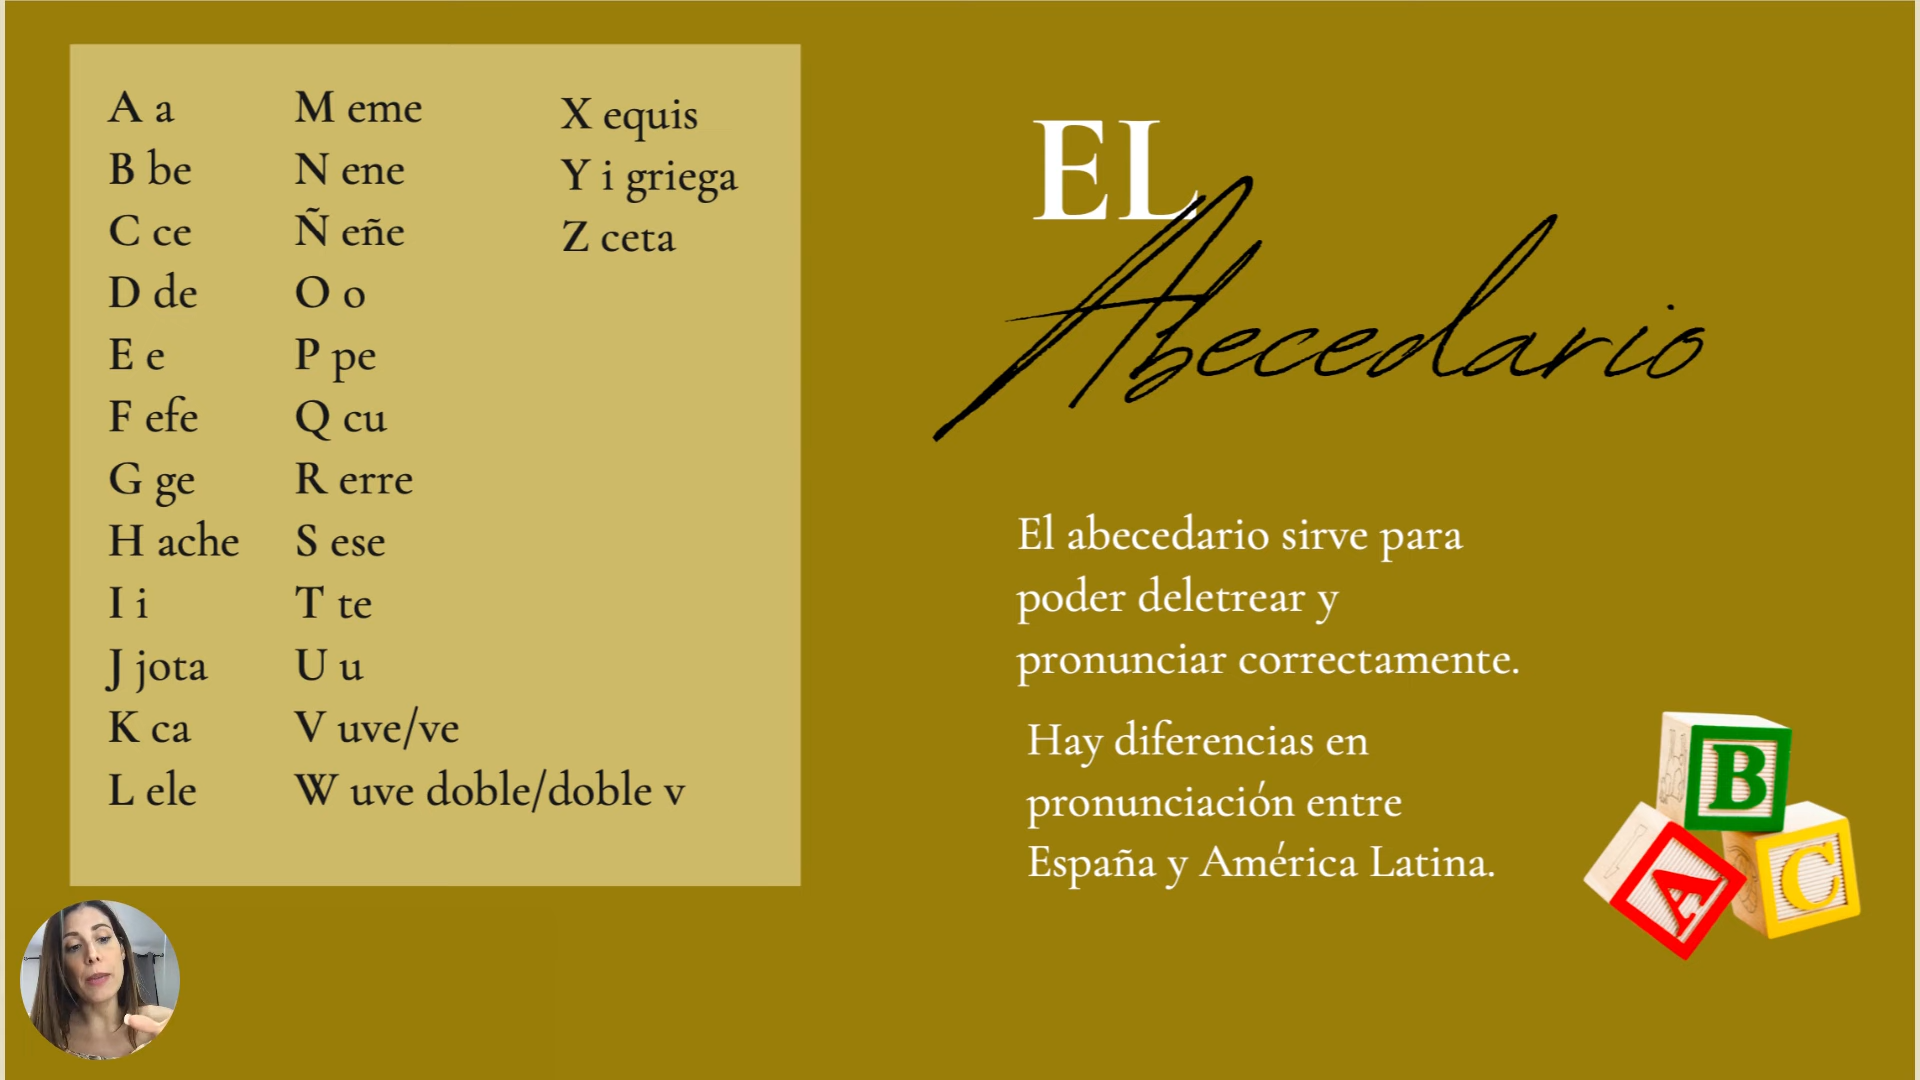 A a
B be
C ce
D de
E e
F efe
G ge
H ache
I i
J jota
K ca
L ele
M eme
N ene
Ñ eñe
O o
P pe
Q cu
R erre
S ese
T te
U u
V uve/ve
W uve doble/doble v
X equis
Y i griega
Z ceta
EL
Abecedario
El abecedario sirve para
poder deletrear y
pronunciar correctamente.
Hay diferencias en
pronunciación entre
España y América Latina.
B
A
C